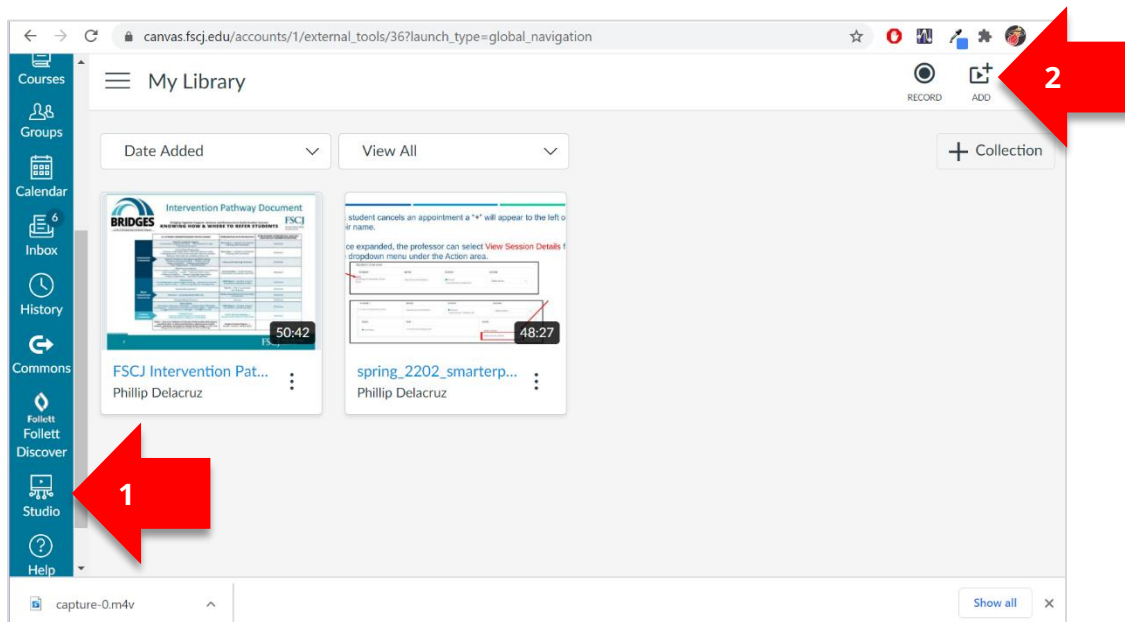 canvas.fscj.edu/accounts/1/external_tools/36?launch_type=global_navigation
Courses
Groups
Calendar
6
Inbox
History
Commons
Follett
Follett
Discover
Studio
Help
My Library
RECORD
ADD
2
Date Added
View All
+ Collection
BRIDGES
Intervention Pathway Document
FSCJ
KNOWING HOW & WHERE TO REFER STUDENTS
50:42
FSCJ Intervention Pat...
Phillip Delacruz
student cancels an appointment a "+" will appear to the left o
ir name.
ce expanded, the professor can select View Session Details f
dropdown menu under the Action area.
48:27
spring_2202_smarterp...
Phillip Delacruz
1
capture-0.m4v
Show all